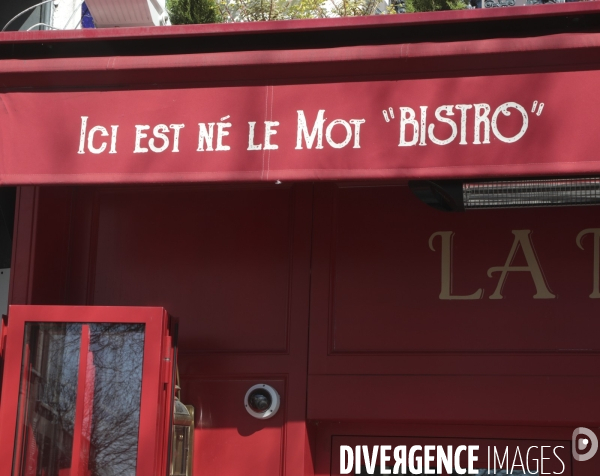 Ici est né le Mot "BISTRO"
LA
DIVERGENCE IMAGES